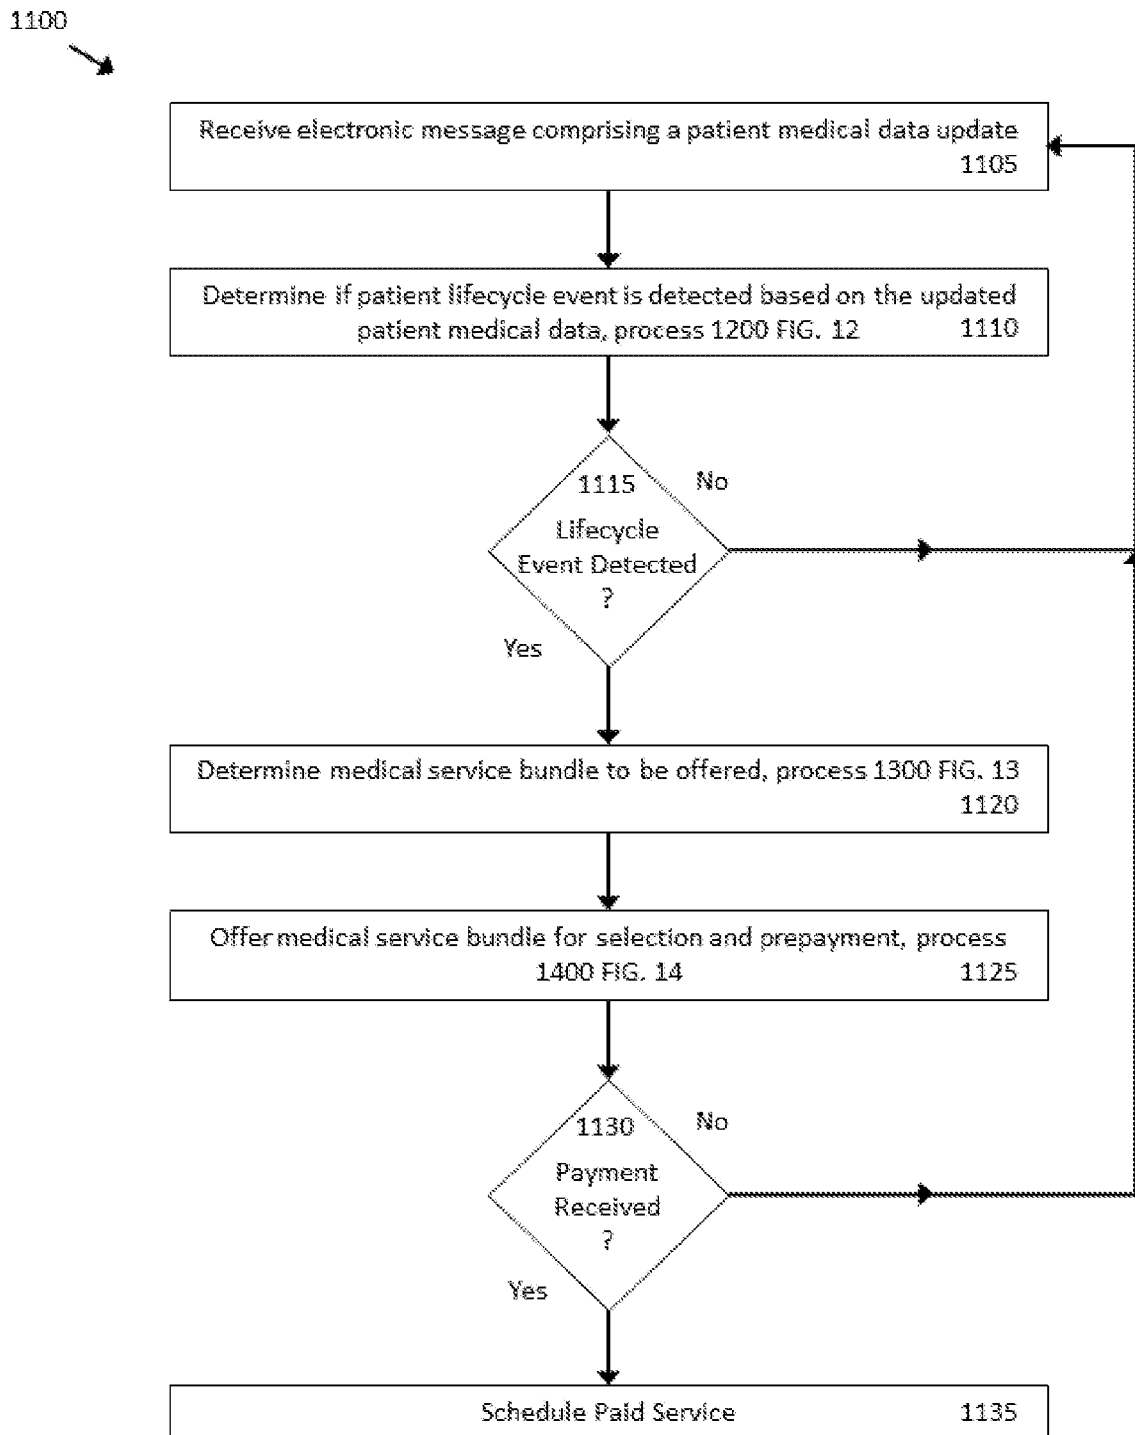 1100
Receive electronic message comprising a patient medical data update
1105
Determine if patient lifecycle event is detected based on the updated
patient medical data, process 1200 FIG. 12 1110
1115
No
Lifecycle
Event Detected
?
Yes
Determine medical service bundle to be offered, process 1300 FIG. 13
1120
Offer medical service bundle for selection and prepayment, process
1400 FIG. 14 1125
1130
No
Payment
Received
?
Yes
Schedule Paid Service 1135